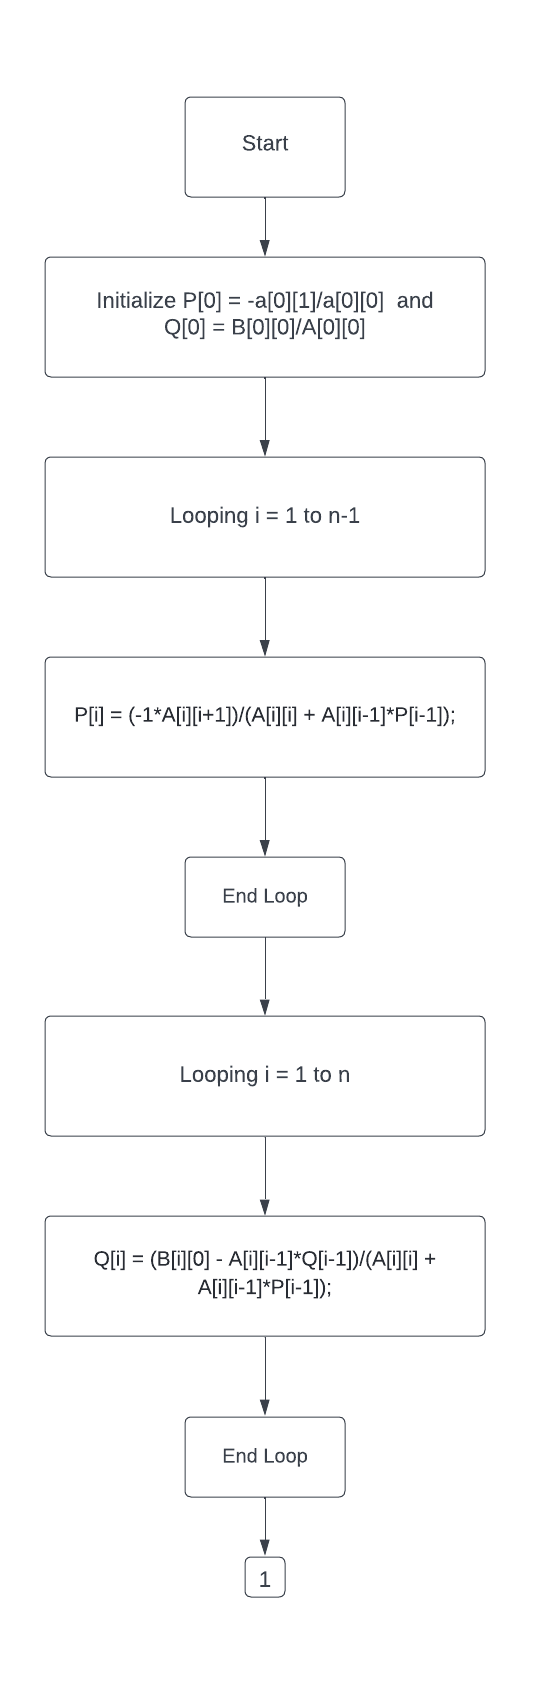 Start
Initialize P[0] = -a[0][1]/a[0][0]  and
Q[0] = B[0][0]/A[0][0]
Looping i = 1 to n-1
P[i] = (-1*A[i][i+1])/(A[i][i] + A[i][i-1]*P[i-1]);
End Loop
Looping i = 1 to n
Q[i] = (B[i][0] - A[i][i-1]*Q[i-1])/(A[i][i] +
A[i][i-1]*P[i-1]);
End Loop
1